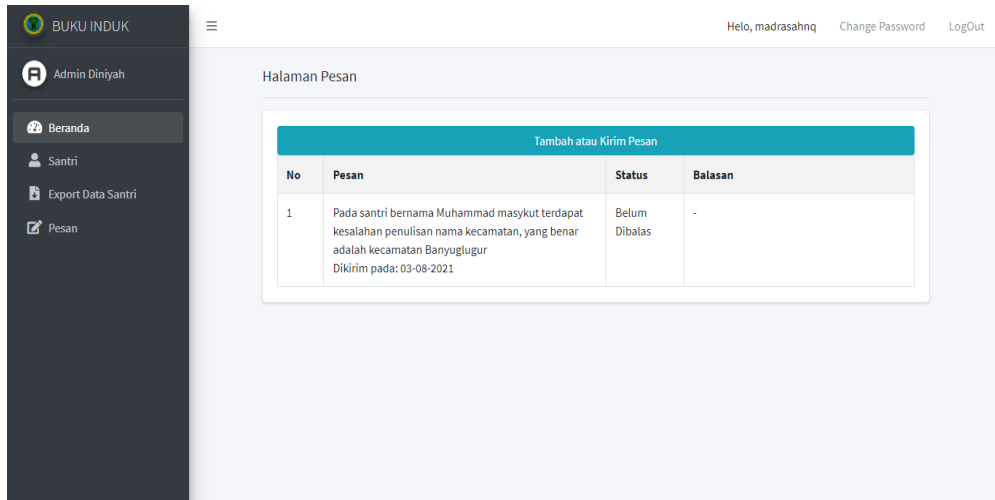 BUKU INDUK
Helo, madrasahnq Change Password LogOut
Admin Diniyah
Beranda
Santri
Export Data Santri
Pesan
Halaman Pesan
Tambah atau Kirim Pesan
No Pesan Status Balasan
1 Pada santri bernama Muhammad masykut terdapat Belum -
kesalahan penulisan nama kecamatan, yang benar Dibalas
adalah kecamatan Banyuglugur
Dikirim pada: 03-08-2021